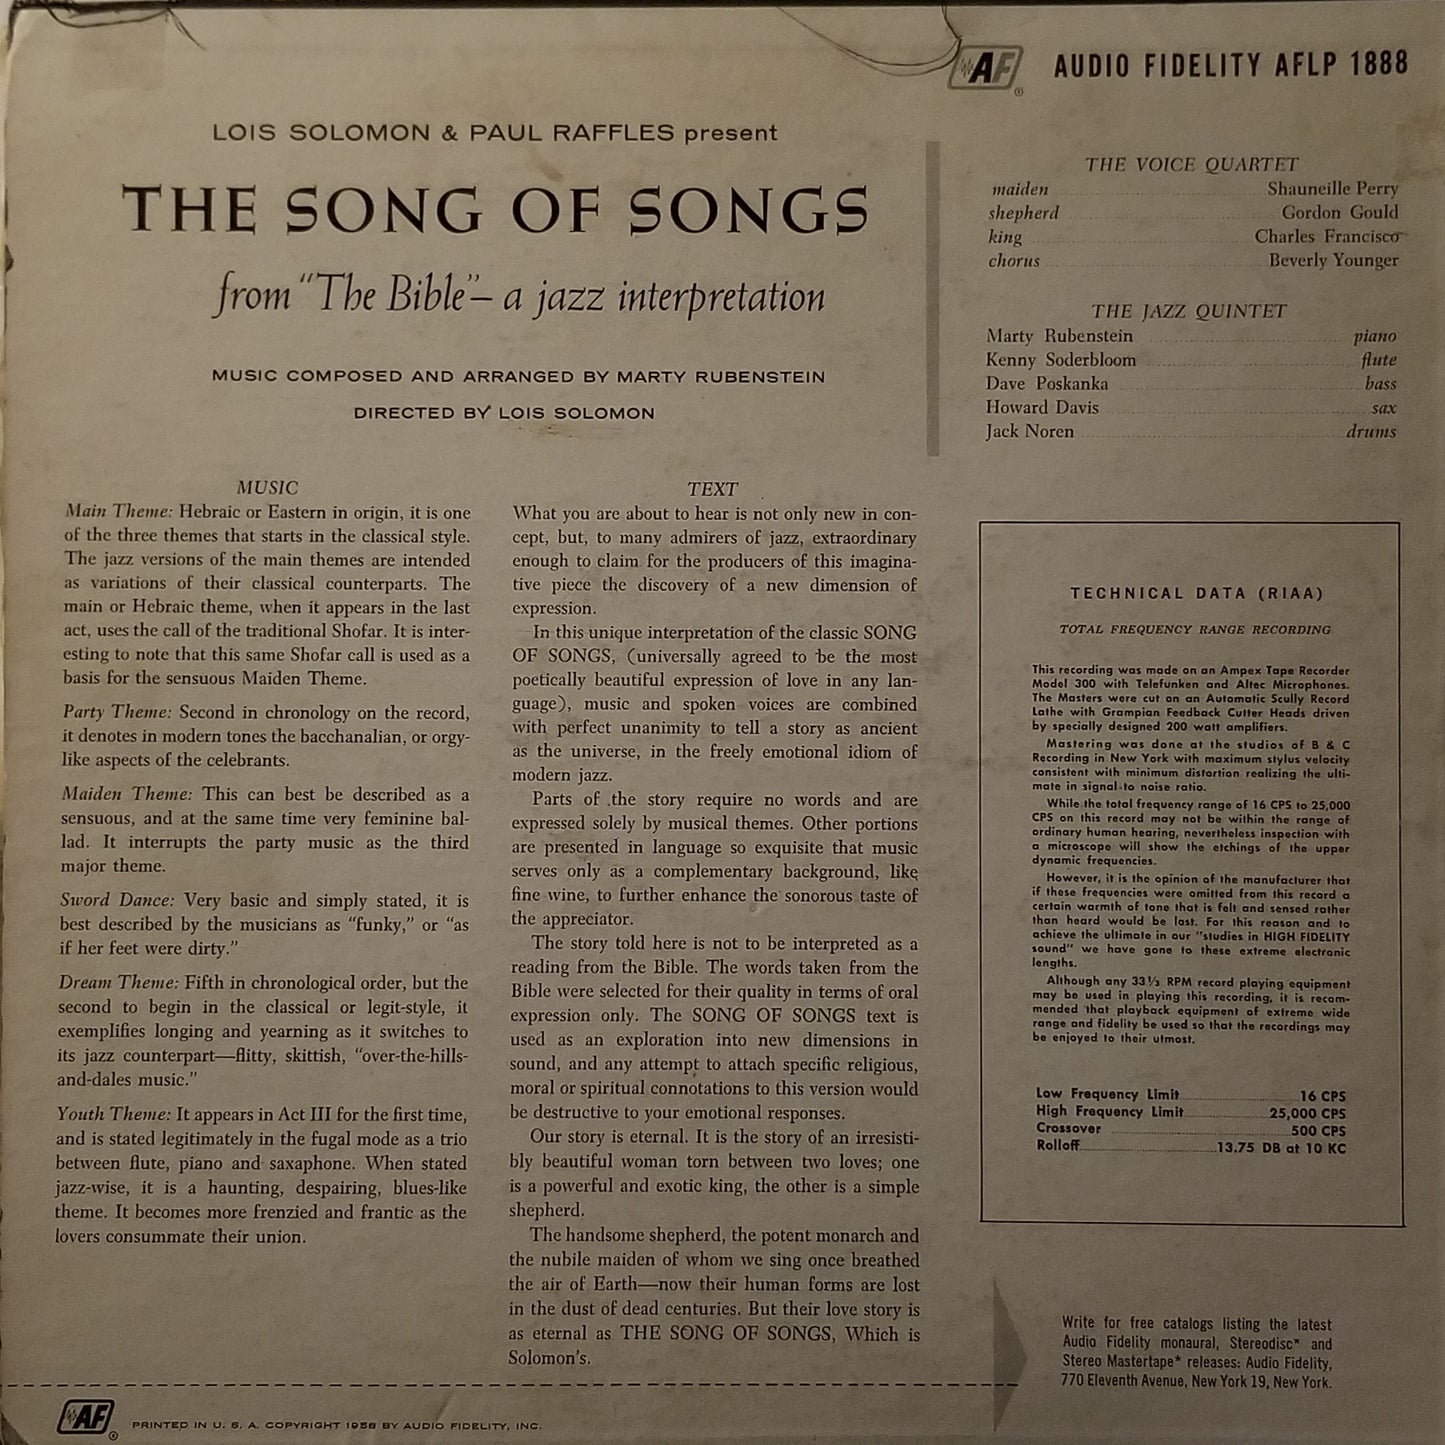 AF® AUDIO FIDELITY AFLP 1888
LOIS SOLOMON & PAUL RAFFLES present
THE SONG OF SONGS
from "The Bible"– a jazz interpretation
MUSIC COMPOSED AND ARRANGED BY MARTY RUBENSTEIN
DIRECTED BY LOIS SOLOMON
THE VOICE QUARTET
maiden Shauneille Perry
shepherd Gordon Gould
king Charles Francisco
chorus Beverly Younger
THE JAZZ QUINTET
Marty Rubenstein piano
Kenny Soderbloom flute
Dave Poskanka bass
Howard Davis sax
Jack Noren drums
MUSIC
Main Theme: Hebraic or Eastern in origin, it is one
of the three themes that starts in the classical style.
The jazz versions of the main themes are intended
as variations of their classical counterparts. The
main or Hebraic theme, when it appears in the last
act, uses the call of the traditional Shofar. It is inter-
esting to note that this same Shofar call is used as a
basis for the sensuous Maiden Theme.
Party Theme: Second in chronology on the record,
it denotes in modern tones the bacchanalian, or orgy-
like aspects of the celebrants.
Maiden Theme: This can best be described as a
sensuous, and at the same time very feminine bal-
lad. It interrupts the party music as the third
major theme.
Sword Dance: Very basic and simply stated, it is
best described by the musicians as "funky," or "as
if her feet were dirty."
Dream Theme: Fifth in chronological order, but the
second to begin in the classical or legit-style, it
exemplifies longing and yearning as it switches to
its jazz counterpart—flitty, skittish, "over-the-hills-
and-dales music."
Youth Theme: It appears in Act III for the first time,
and is stated legitimately in the fugal mode as a trio
between flute, piano and saxaphone. When stated
jazz-wise, it is a haunting, despairing, blues-like
theme. It becomes more frenzied and frantic as the
lovers consummate their union.
TEXT
What you are about to hear is not only new in con-
cept, but, to many admirers of jazz, extraordinary
enough to claim for the producers of this imagina-
tive piece the discovery of a new dimension of
expression.
In this unique interpretation of the classic SONG
OF SONGS, (universally agreed to be the most
poetically beautiful expression of love in any lan-
guage), music and spoken voices are combined
with perfect unanimity to tell a story as ancient
as the universe, in the freely emotional idiom of
modern jazz.
Parts of the story require no words and are
expressed solely by musical themes. Other portions
are presented in language so exquisite that music
serves only as a complementary background, like
fine wine, to further enhance the sonorous taste of
the appreciator.
The story told here is not to be interpreted as a
reading from the Bible. The words taken from the
Bible were selected for their quality in terms of oral
expression only. The SONG OF SONGS text is
used as an exploration into new dimensions in
sound, and any attempt to attach specific religious,
moral or spiritual connotations to this version would
be destructive to your emotional responses.
Our story is eternal. It is the story of an irresisti-
bly beautiful woman torn between two loves; one
is a powerful and exotic king, the other is a simple
shepherd.
The handsome shepherd, the potent monarch and
the nubile maiden of whom we sing once breathed
the air of Earth—now their human forms are lost
in the dust of dead centuries. But their love story is
as eternal as THE SONG OF SONGS, Which is
Solomon's.
TECHNICAL DATA (RIAA)
TOTAL FREQUENCY RANGE RECORDING
This recording was made on an Ampex Tape Recorder
Model 300 with Telefunken and Altec Microphones.
The Masters were cut on an Automatic Scully Record
Lathe with Grampian Feedback Cutter Heads driven
by specially designed 200 watt amplifiers.
Mastering was done at the studios of B & C
Recording in New York with maximum stylus velocity
consistent with minimum distortion realizing the ulti-
mate in signal to noise ratio.
While the total frequency range of 16 CPS to 25,000
CPS on this record may not be within the range of
ordinary human hearing, nevertheless inspection with
a microscope will show the etchings of the upper
dynamic frequencies.
However, it is the opinion of the manufacturer that
if these frequencies were omitted from this record a
certain warmth of tone that is felt and sensed rather
than heard would be lost. For this reason and to
achieve the ultimate in our "studies in HIGH FIDELITY
sound" we have gone to these extreme electronic
lengths.
Although any 33⅓ RPM record playing equipment
may be used in playing this recording, it is recom-
mended that playback equipment of extreme wide
range and fidelity be used so that the recordings may
be enjoyed to their utmost.
Low Frequency Limit 16 CPS
High Frequency Limit 25,000 CPS
Crossover 500 CPS
Rolloff 13.75 DB at 10 KC
Write for free catalogs listing the latest
Audio Fidelity monaural, Stereodisc* and
Stereo Mastertape* releases: Audio Fidelity,
770 Eleventh Avenue, New York 19, New York.
AF® PRINTED IN U. S. A. COPYRIGHT 1958 BY AUDIO FIDELITY, INC.